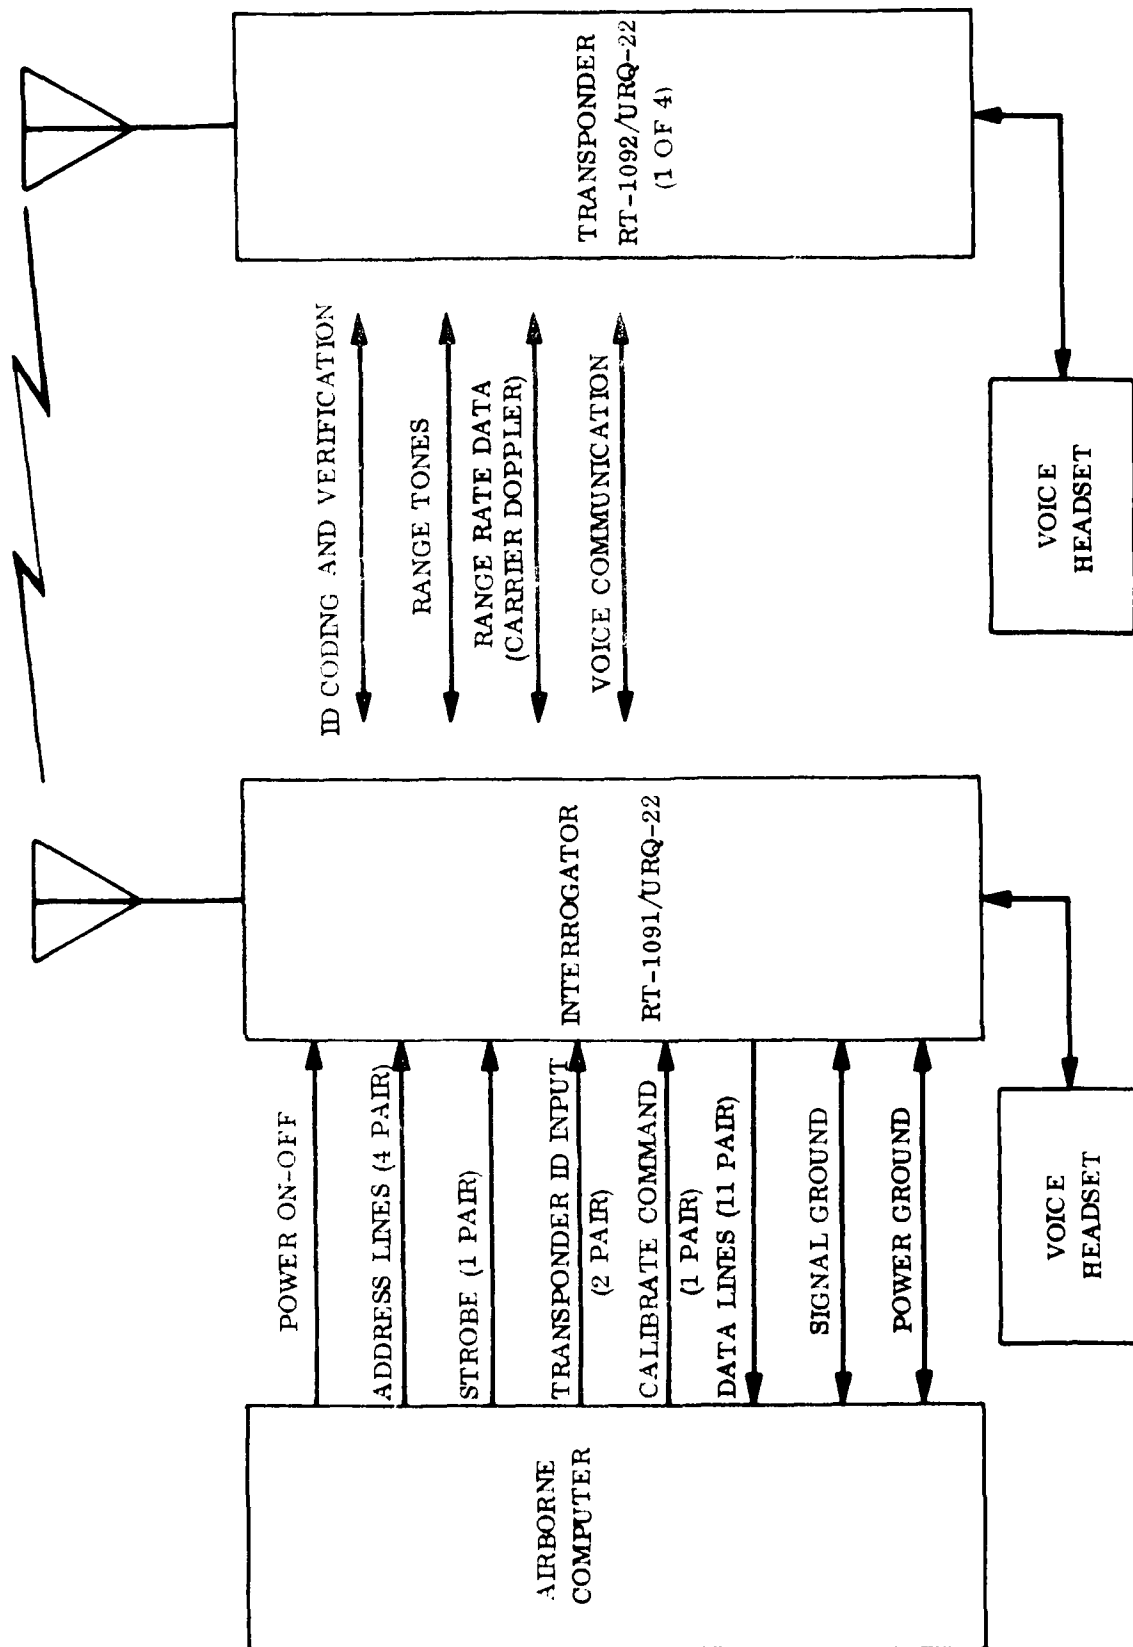 AIRBORNE
COMPUTER
POWER ON-OFF
ADDRESS LINES (4 PAIR)
STROBE (1 PAIR)
TRANSPONDER ID INPUT
(2 PAIR)
CALIBRATE COMMAND
(1 PAIR)
DATA LINES (11 PAIR)
SIGNAL GROUND
POWER GROUND
INTERROGATOR
RT-1091/URQ-22
VOICE
HEADSET
ID CODING AND VERIFICATION
RANGE TONES
RANGE RATE DATA
(CARRIER DOPPLER)
VOICE COMMUNICATION
TRANSPONDER
RT-1092/URQ-22
(1 OF 4)
VOICE
HEADSET